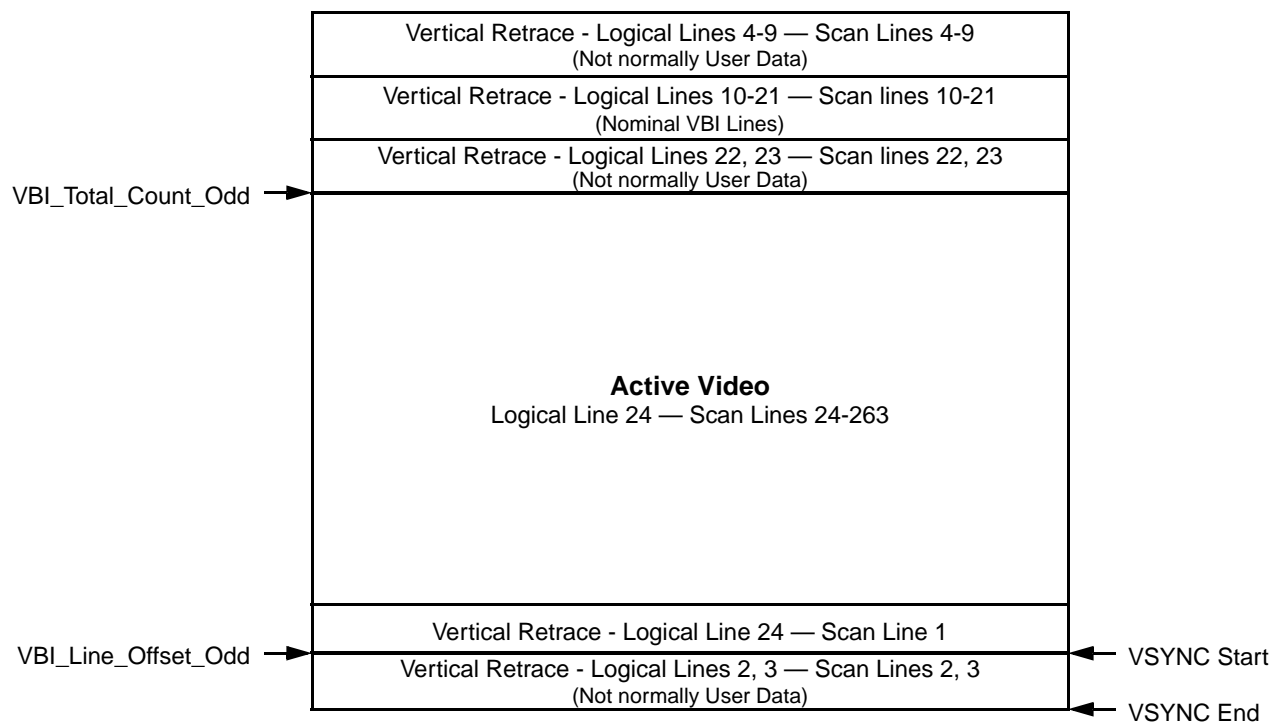 Vertical Retrace - Logical Lines 4-9 — Scan Lines 4-9
(Not normally User Data)
Vertical Retrace - Logical Lines 10-21 — Scan lines 10-21
(Nominal VBI Lines)
Vertical Retrace - Logical Lines 22, 23 — Scan lines 22, 23
(Not normally User Data)
VBI_Total_Count_Odd
Active Video
Logical Line 24 — Scan Lines 24-263
Vertical Retrace - Logical Line 24 — Scan Line 1
VBI_Line_Offset_Odd
VSYNC Start
Vertical Retrace - Logical Lines 2, 3 — Scan Lines 2, 3
(Not normally User Data)
VSYNC End